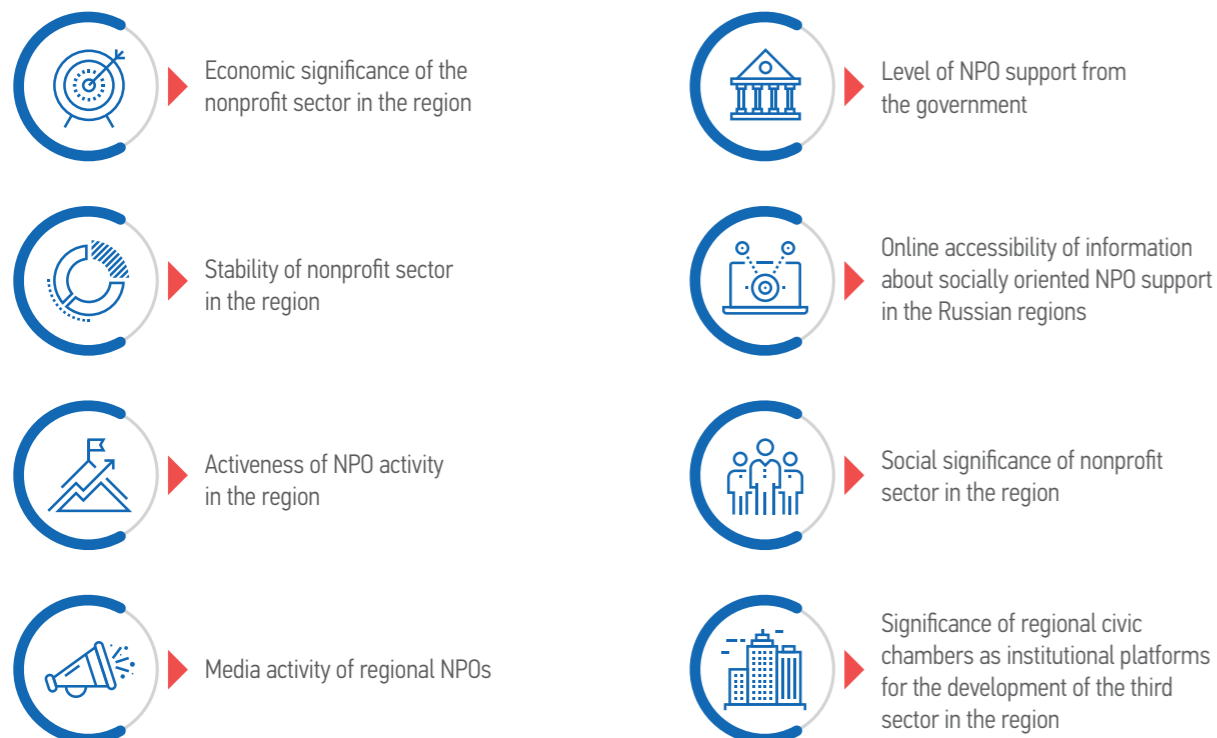 Economic significance of the
nonprofit sector in the region
Stability of nonprofit sector
in the region
Activeness of NPO activity
in the region
Media activity of regional NPOs
Level of NPO support from
the government
Online accessibility of information
about socially oriented NPO support
in the Russian regions
Social significance of nonprofit
sector in the region
Significance of regional civic
chambers as institutional platforms
for the development of the third
sector in the region